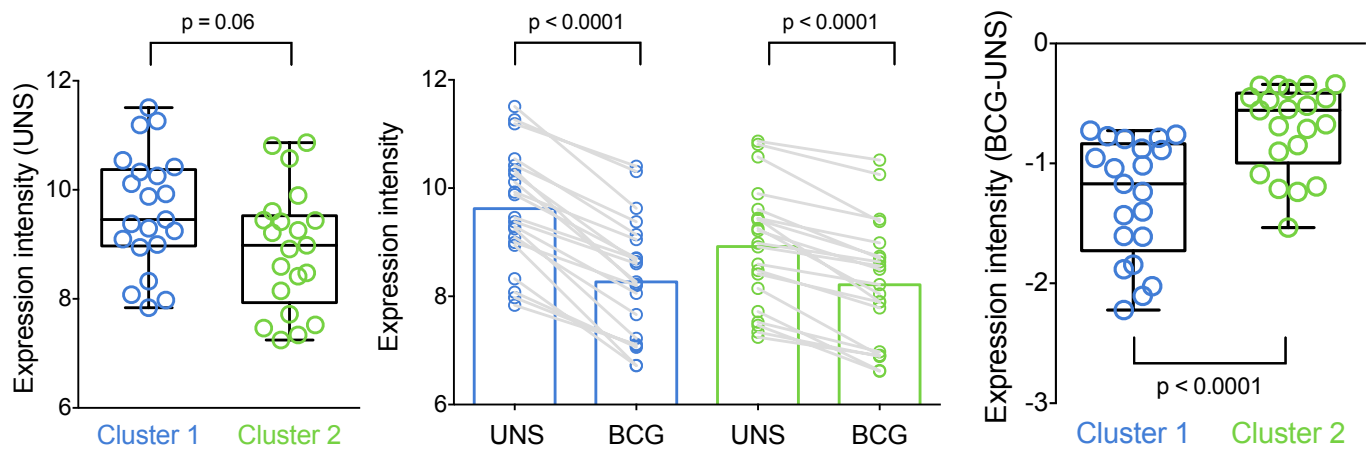 p = 0.06
Expression intensity (UNS)
12
10
8
6
Cluster 1
Cluster 2
p < 0.0001
p < 0.0001
Expression intensity
12
10
8
6
UNS
BCG
UNS
BCG
Expression intensity (BCG-UNS)
0
-1
-2
-3
p < 0.0001
Cluster 1
Cluster 2